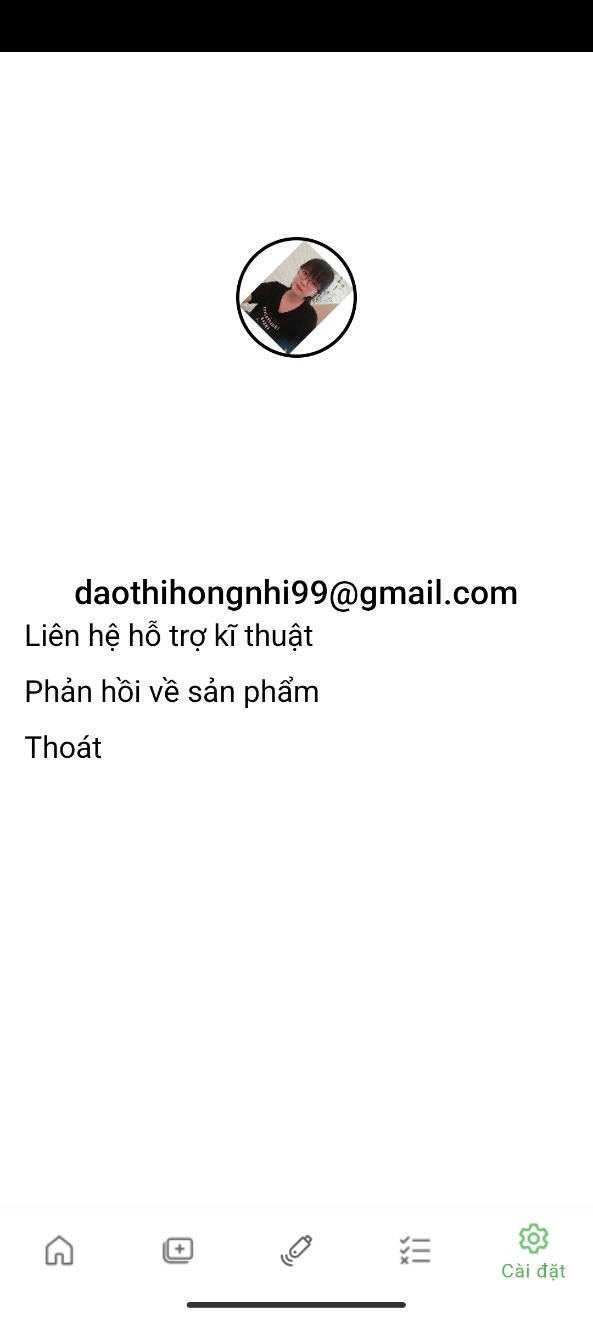 daothihongnhi99@gmail.com
Liên hệ hỗ trợ kĩ thuật
Phản hồi về sản phẩm
Thoát
Cài đặt